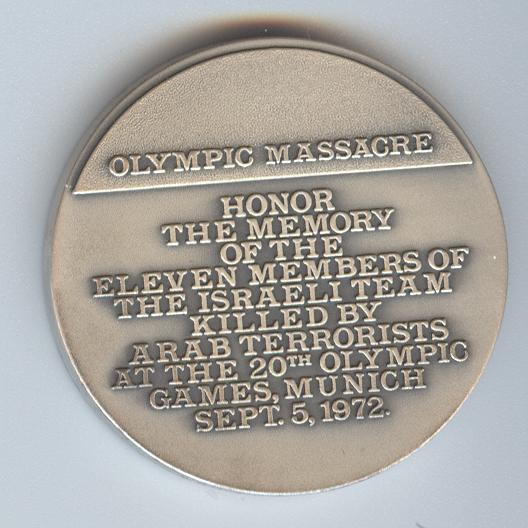 OLYMPIC MASSACRE
HONOR
THE MEMORY
OF THE
ELEVEN MEMBERS OF
THE ISRAELI TEAM
KILLED BY
ARAB TERRORISTS
AT THE 20TH OLYMPIC
GAMES, MUNICH
SEPT. 5, 1972.